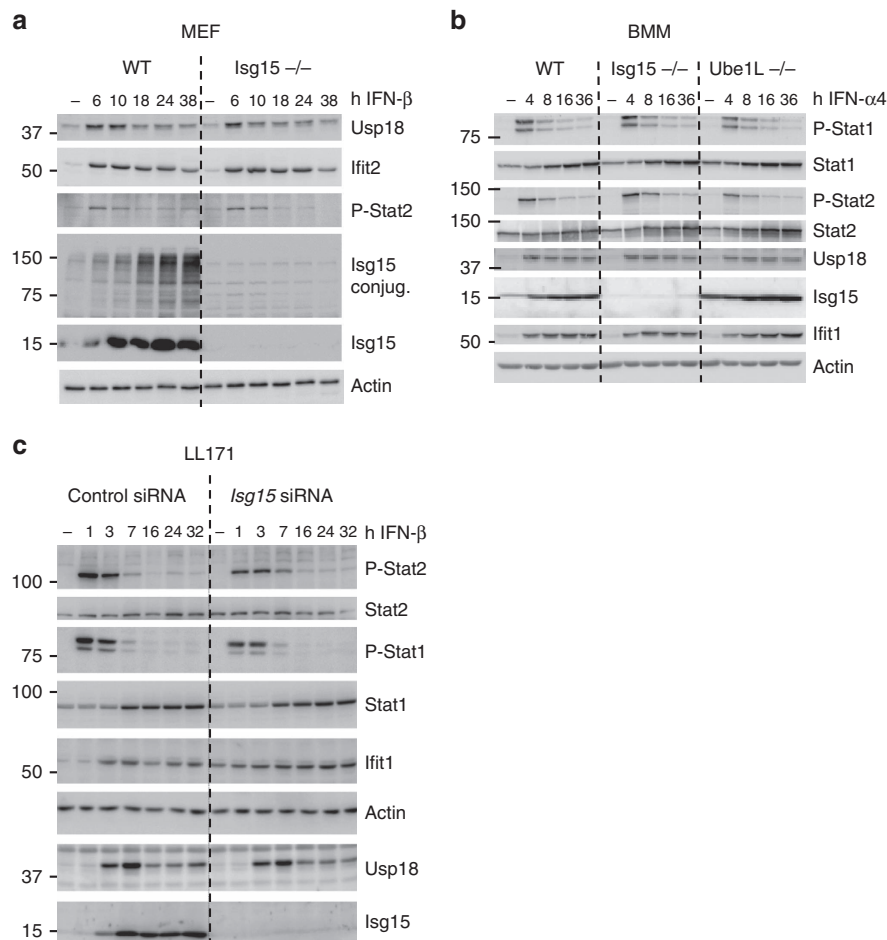 a
MEF
WT Isg15 –/–
– 6 10 18 24 38 – 6 10 18 24 38 h IFN-β
37 Usp18
50 Ifit2
P-Stat2
150 Isg15
conjug.
75
15 Isg15
Actin
b
BMM
WT Isg15 –/– Ube1L –/–
– 4 8 16 36 – 4 8 16 36 – 4 8 16 36 h IFN-α4
75 P-Stat1
Stat1
150 P-Stat2
150 Stat2
37 Usp18
15 Isg15
50 Ifit1
Actin
c
LL171
Control siRNA Isg15 siRNA
– 1 3 7 16 24 32 – 1 3 7 16 24 32 h IFN-β
100 P-Stat2
Stat2
75 P-Stat1
100 Stat1
50 Ifit1
Actin
37 Usp18
15 Isg15